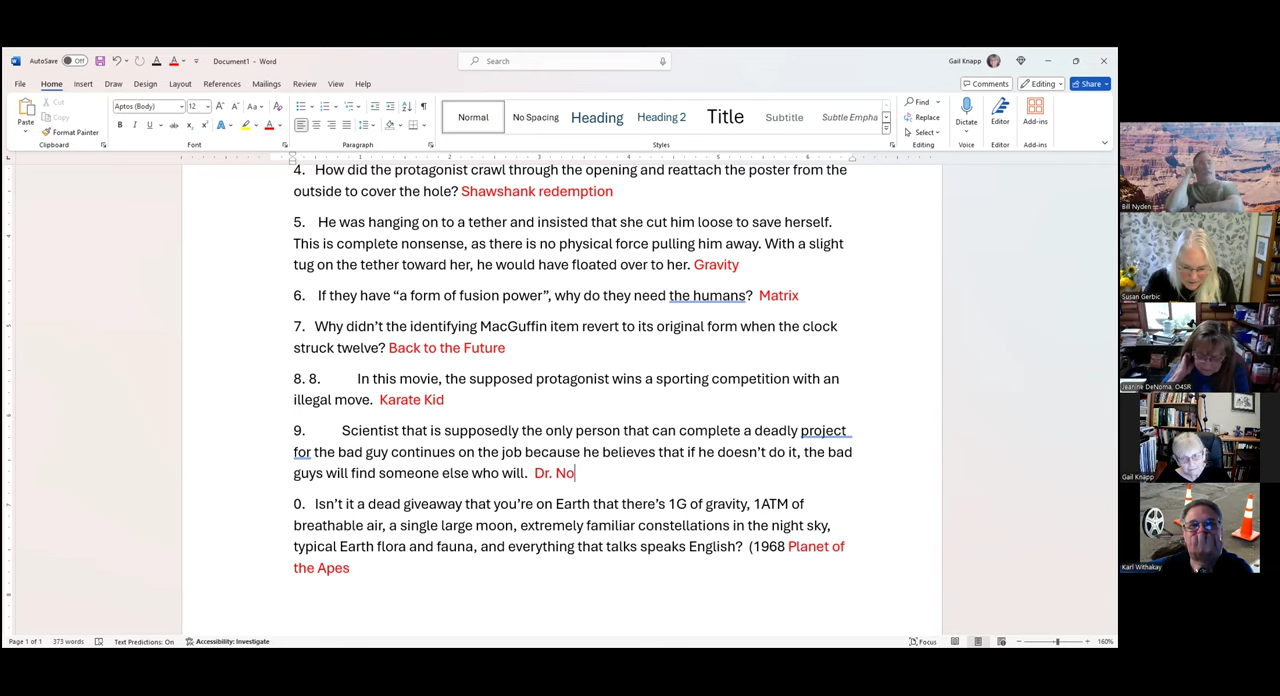 AutoSave Off Document1 - Word Search Gail Knapp
File Home Insert Draw Design Layout References Mailings Review View Help Comments Editing Share
Paste Cut Copy Format Painter Clipboard
Aptos (Body) 12 Font
Paragraph
Normal No Spacing Heading Heading 2 Title Subtitle Subtle Empha Styles
Find Replace Select Editing
Dictate Voice
Editor Editor
Add-ins Add-ins
4. How did the protagonist crawl through the opening and reattach the poster from the
outside to cover the hole? Shawshank redemption
5. He was hanging on to a tether and insisted that she cut him loose to save herself.
This is complete nonsense, as there is no physical force pulling him away. With a slight
tug on the tether toward her, he would have floated over to her. Gravity
6. If they have “a form of fusion power”, why do they need the humans? Matrix
7. Why didn’t the identifying MacGuffin item revert to its original form when the clock
struck twelve? Back to the Future
8. 8. In this movie, the supposed protagonist wins a sporting competition with an
illegal move. Karate Kid
9. Scientist that is supposedly the only person that can complete a deadly project
for the bad guy continues on the job because he believes that if he doesn’t do it, the bad
guys will find someone else who will. Dr. No
0. Isn’t it a dead giveaway that you’re on Earth that there’s 1G of gravity, 1ATM of
breathable air, a single large moon, extremely familiar constellations in the night sky,
typical Earth flora and fauna, and everything that talks speaks English? (1968 Planet of
the Apes
Page 1 of 1 373 words Text Predictions: On Accessibility: Investigate Focus 160%
Bill Nyden
Susan Gerbic
Jeanine DeNoma, O4SR
Gail Knapp
Karl Withakay